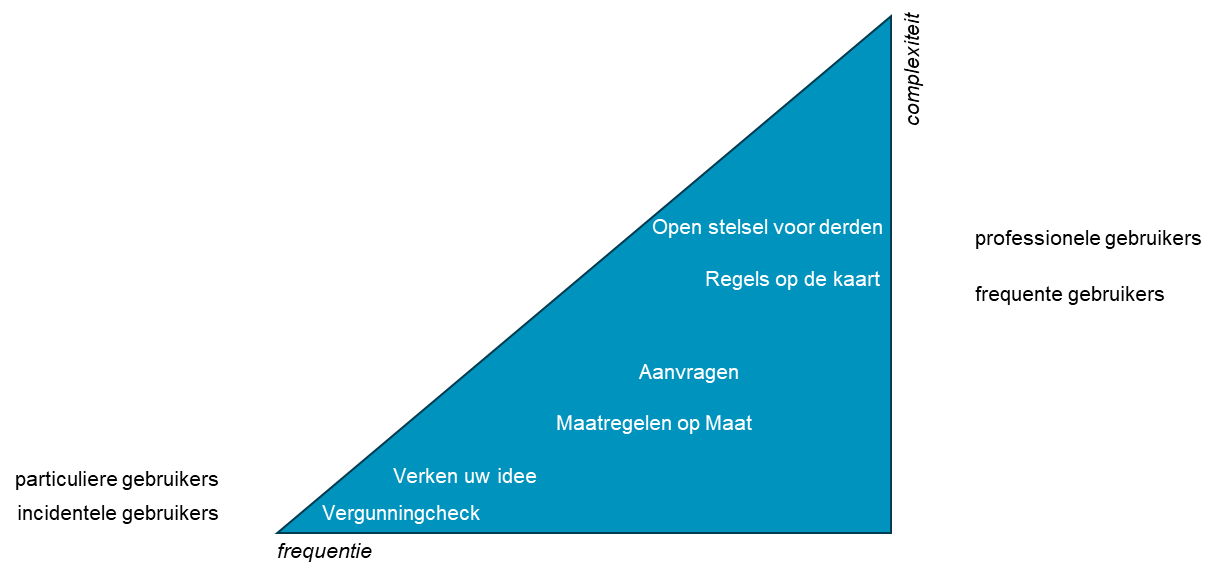 complexiteit
Open stelsel voor derden
professionele gebruikers
Regels op de kaart
frequente gebruikers
Aanvragen
Maatregelen op Maat
particuliere gebruikers
Verken uw idee
incidentele gebruikers
Vergunningcheck
frequentie